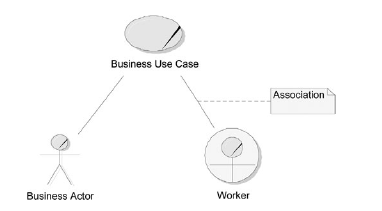 Business Use Case
Association
Business Actor
Worker